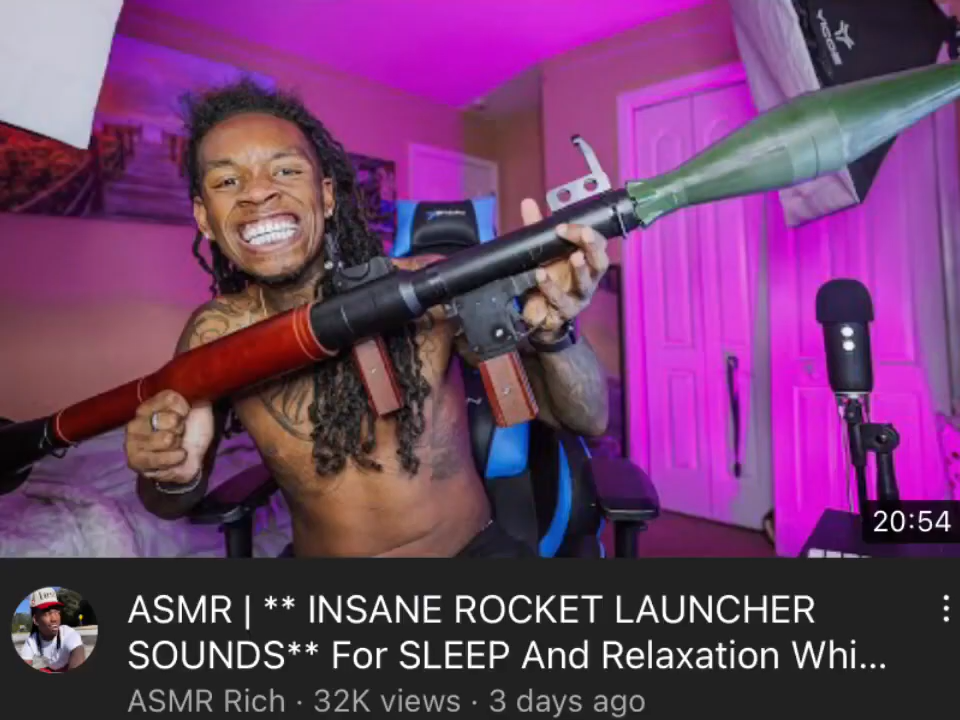 VICOE
20:54
ASMR | ** INSANE ROCKET LAUNCHER
SOUNDS** For SLEEP And Relaxation Whi...
ASMR Rich · 32K views · 3 days ago